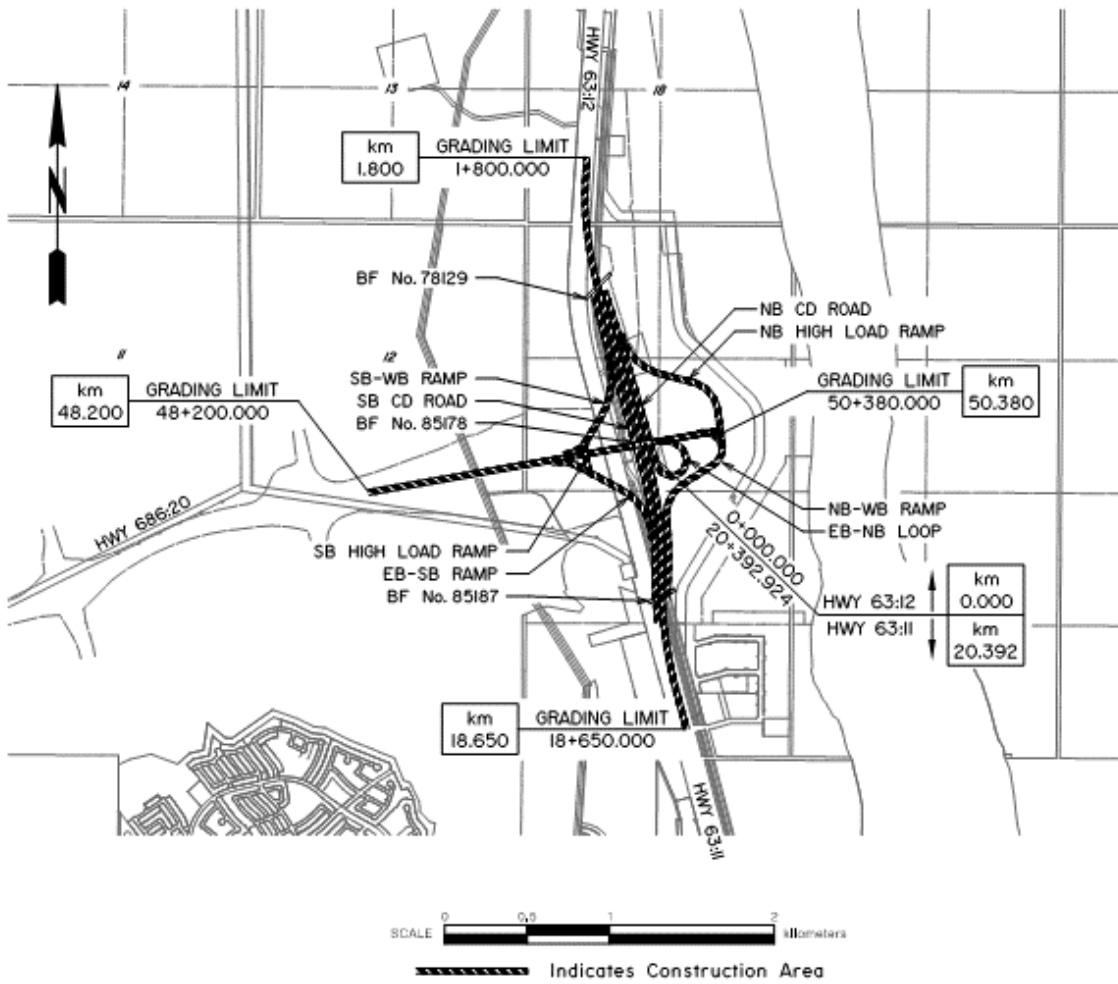 HWY 63:12
14
13
18
N
km
1.800
GRADING LIMIT
1+800.000
BF No. 78129
NB CD ROAD
NB HIGH LOAD RAMP
11
12
km
48.200
GRADING LIMIT
48+200.000
SB-WB RAMP
SB CD ROAD
BF No. 85178
GRADING LIMIT
50+380.000
km
50.380
HWY 686:20
NB-WB RAMP
EB-NB LOOP
SB HIGH LOAD RAMP
EB-SB RAMP
BF No. 85187
0+000.000
20+392.924
HWY 63:12
HWY 63:11
km
0.000
km
20.392
km
18.650
GRADING LIMIT
18+650.000
HWY 63:11
SCALE
0
0.5
1
2
kilometers
Indicates Construction Area